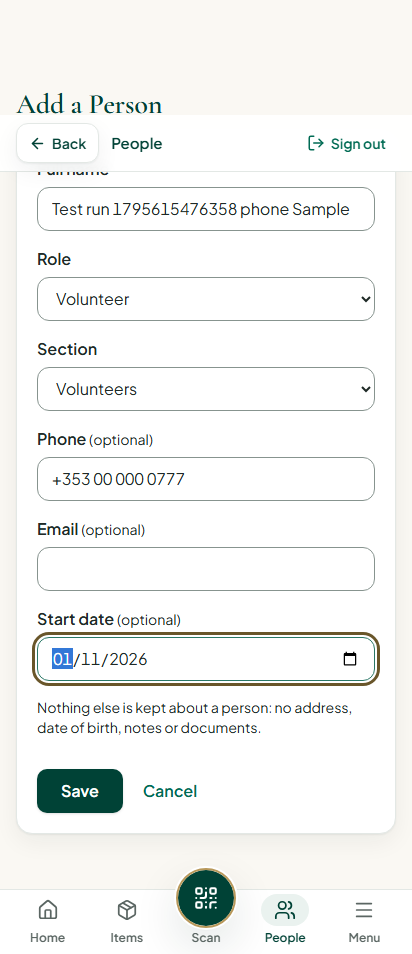 Add a Person
Back
People
Sign out
Full name
Test run 1795615476358 phone Sample
Role
Volunteer
Section
Volunteers
Phone (optional)
+353 00 000 0777
Email (optional)
Start date (optional)
01/11/2026
Nothing else is kept about a person: no address,
date of birth, notes or documents.
Save
Cancel
Home
Items
Scan
People
Menu